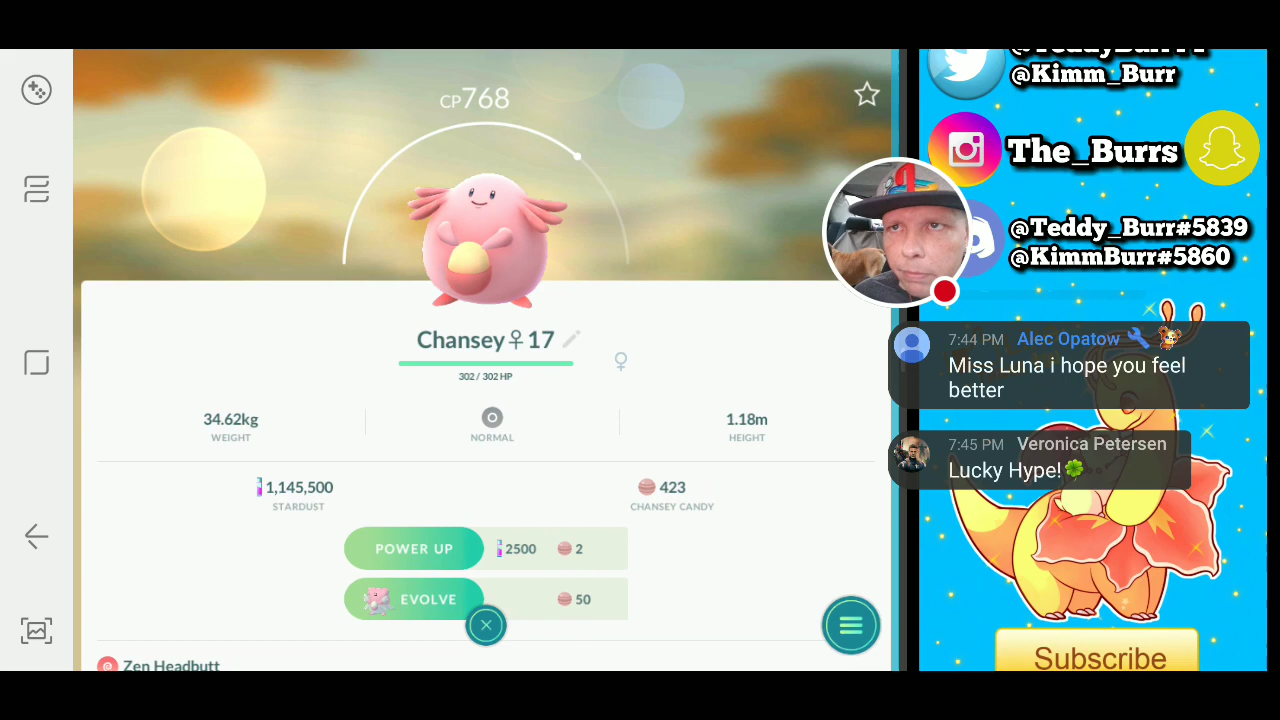 CP768
Chansey♀17
302 / 302 HP
34.62kg
WEIGHT
NORMAL
1.18m
HEIGHT
1,145,500
STARDUST
423
CHANSEY CANDY
POWER UP 2500 2
EVOLVE 50
Zen Headbutt
@Kimm_Burr
The_Burrs
@Teddy_Burr#5839
@KimmBurr#5860
7:44 PM Alec Opatow
Miss Luna i hope you feel
better
7:45 PM Veronica Petersen
Lucky Hype!🍀
Subscribe